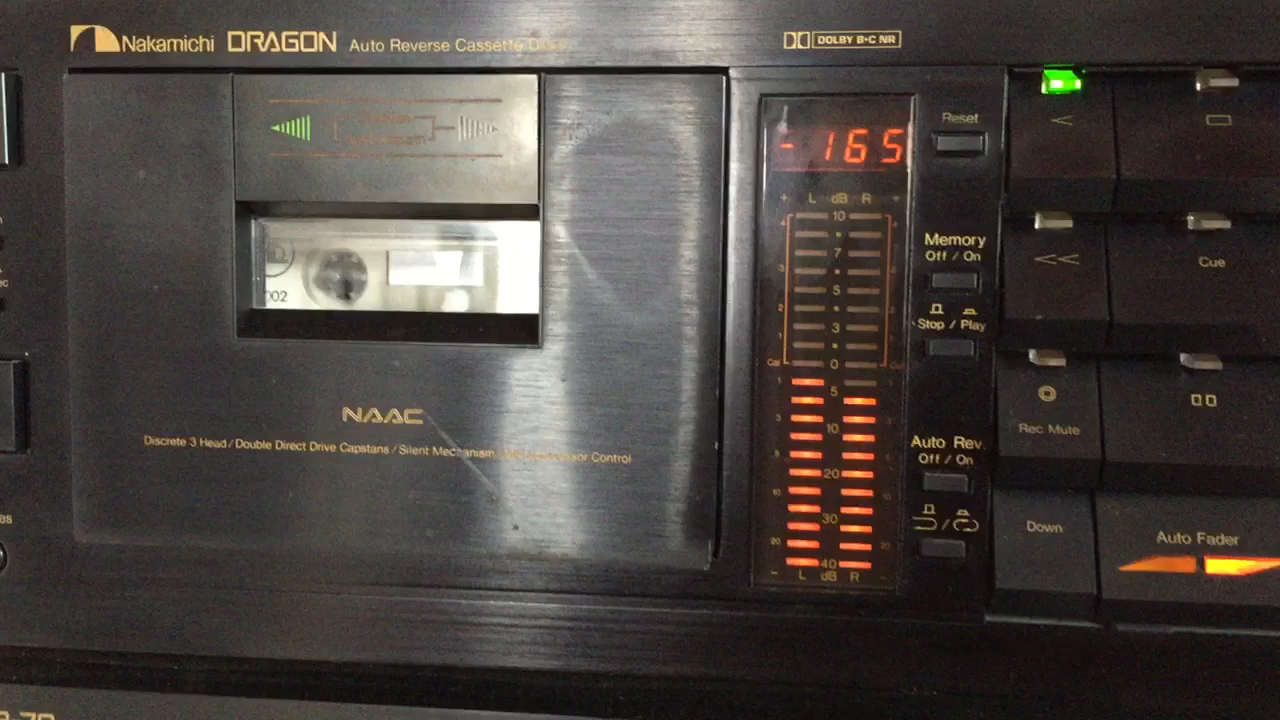 Nakamichi DRAGON Auto Reverse Cassette
DOLBY B•C NR
-165
Reset
+ L dB R +
10
7
5
3
0
Cal
5
10
20
30
40
- L dB R -
Memory
Off / On
Stop / Play
Auto Rev.
Off / On
<
<<
Cue
Rec Mute
Down
Auto Fader
002
NAAC
Discrete 3 Head / Double Direct Drive Capstans / Silent Mechanism / Microprocessor Control